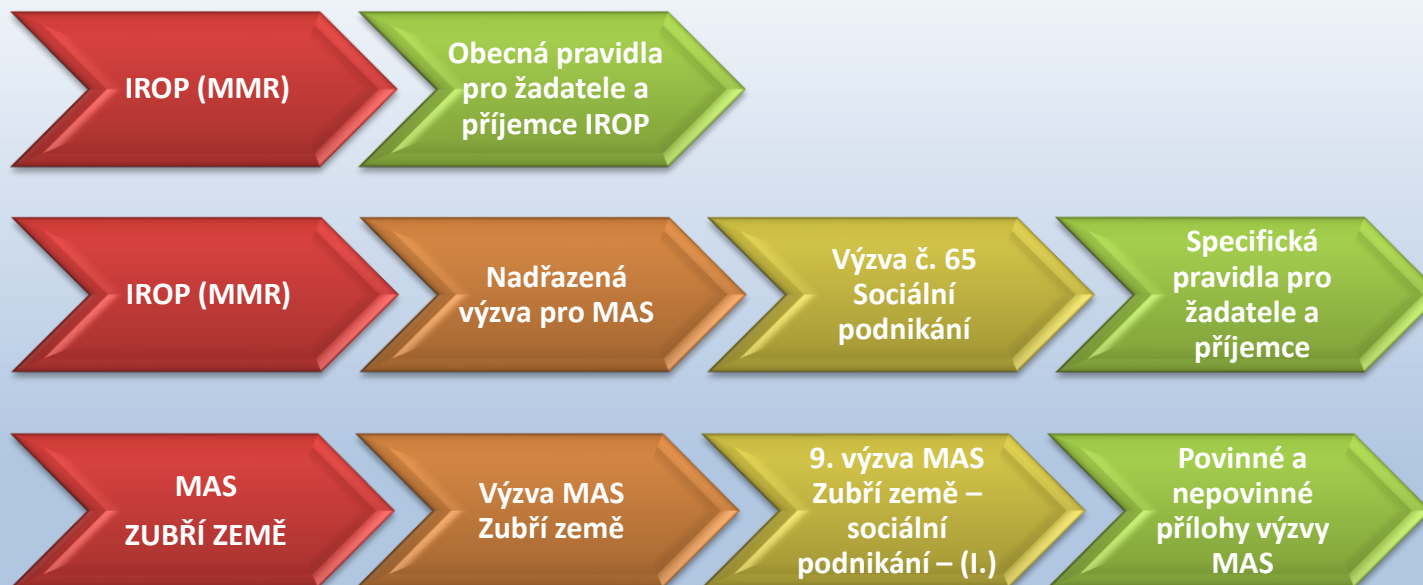 IROP (MMR)
Obecná pravidla
pro žadatele a
příjemce IROP
IROP (MMR)
Nadřazená
výzva pro MAS
Výzva č. 65
Sociální
podnikání
Specifická
pravidla pro
žadatele a
příjemce
MAS
ZUBŘÍ ZEMĚ
Výzva MAS
Zubří země
9. výzva MAS
Zubří země –
sociální
podnikání – (I.)
Povinné a
nepovinné
přílohy výzvy
MAS